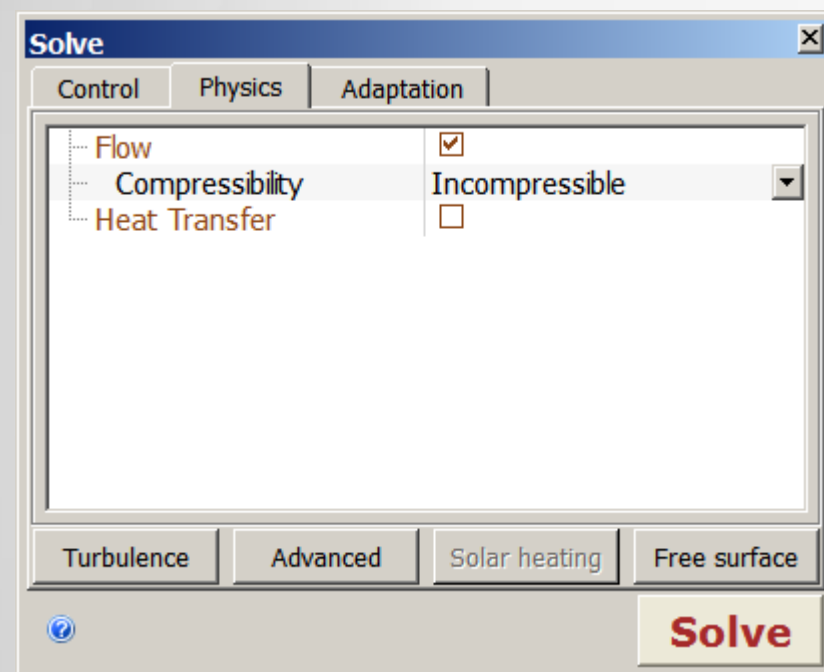 Solve
Control Physics Adaptation
Flow
Compressibility Incompressible
Heat Transfer
Turbulence Advanced Solar heating Free surface
Solve